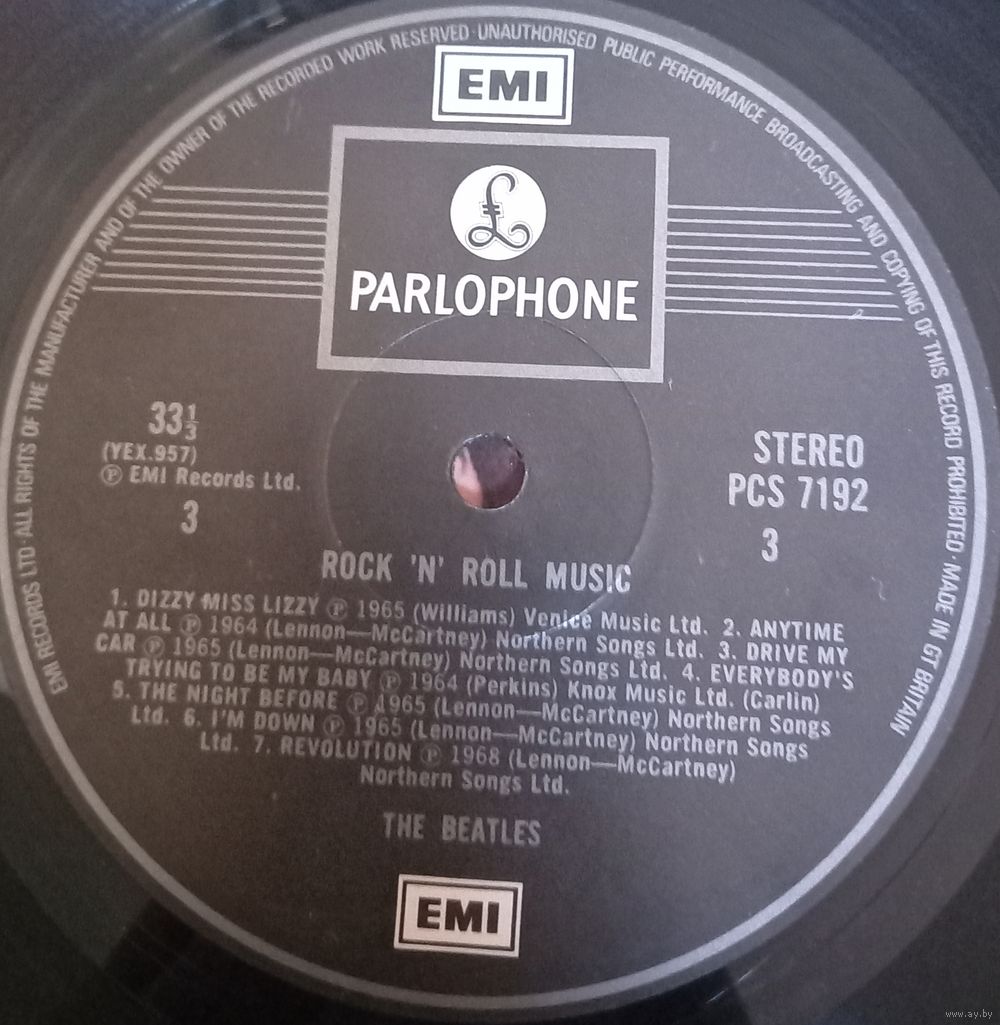 EMI RECORDS LTD · ALL RIGHTS OF THE MANUFACTURER AND OF THE OWNER OF THE RECORDED WORK RESERVED · UNAUTHORISED PUBLIC PERFORMANCE BROADCASTING AND COPYING OF THIS RECORD PROHIBITED · MADE IN GT BRITAIN
EMI
£
PARLOPHONE
33⅓
(YEX.957)
℗ EMI Records Ltd.
3
STEREO
PCS 7192
3
ROCK 'N' ROLL MUSIC
1. DIZZY MISS LIZZY ℗ 1965 (Williams) Venice Music Ltd. 2. ANYTIME
AT ALL ℗ 1964 (Lennon—McCartney) Northern Songs Ltd. 3. DRIVE MY
CAR ℗ 1965 (Lennon—McCartney) Northern Songs Ltd. 4. EVERYBODY'S
TRYING TO BE MY BABY ℗ 1964 (Perkins) Knox Music Ltd. (Carlin)
5. THE NIGHT BEFORE ℗ 1965 (Lennon—McCartney) Northern Songs
Ltd. 6. I'M DOWN ℗ 1965 (Lennon—McCartney) Northern Songs
Ltd. 7. REVOLUTION ℗ 1968 (Lennon—McCartney)
Northern Songs Ltd.
THE BEATLES
EMI
www.ay.by